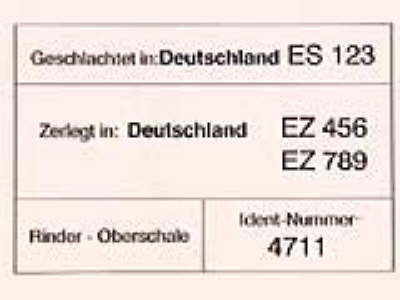 Geschlachtet in: Deutschland ES 123
Zerlegt in: Deutschland EZ 456
EZ 789
Rinder - Oberschale
Ident-Nummer
4711